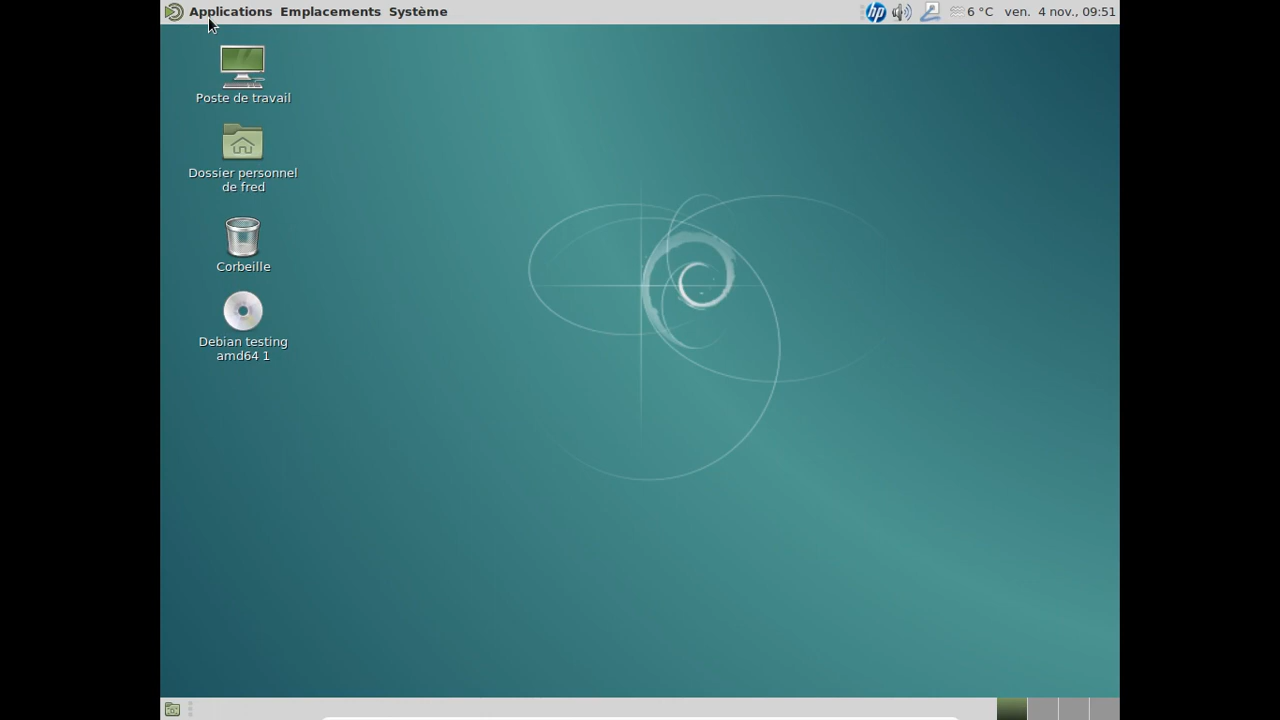 Applications Emplacements Système
hp 6 °C ven. 4 nov., 09:51
Poste de travail
Dossier personnel
de fred
Corbeille
Debian testing
amd64 1